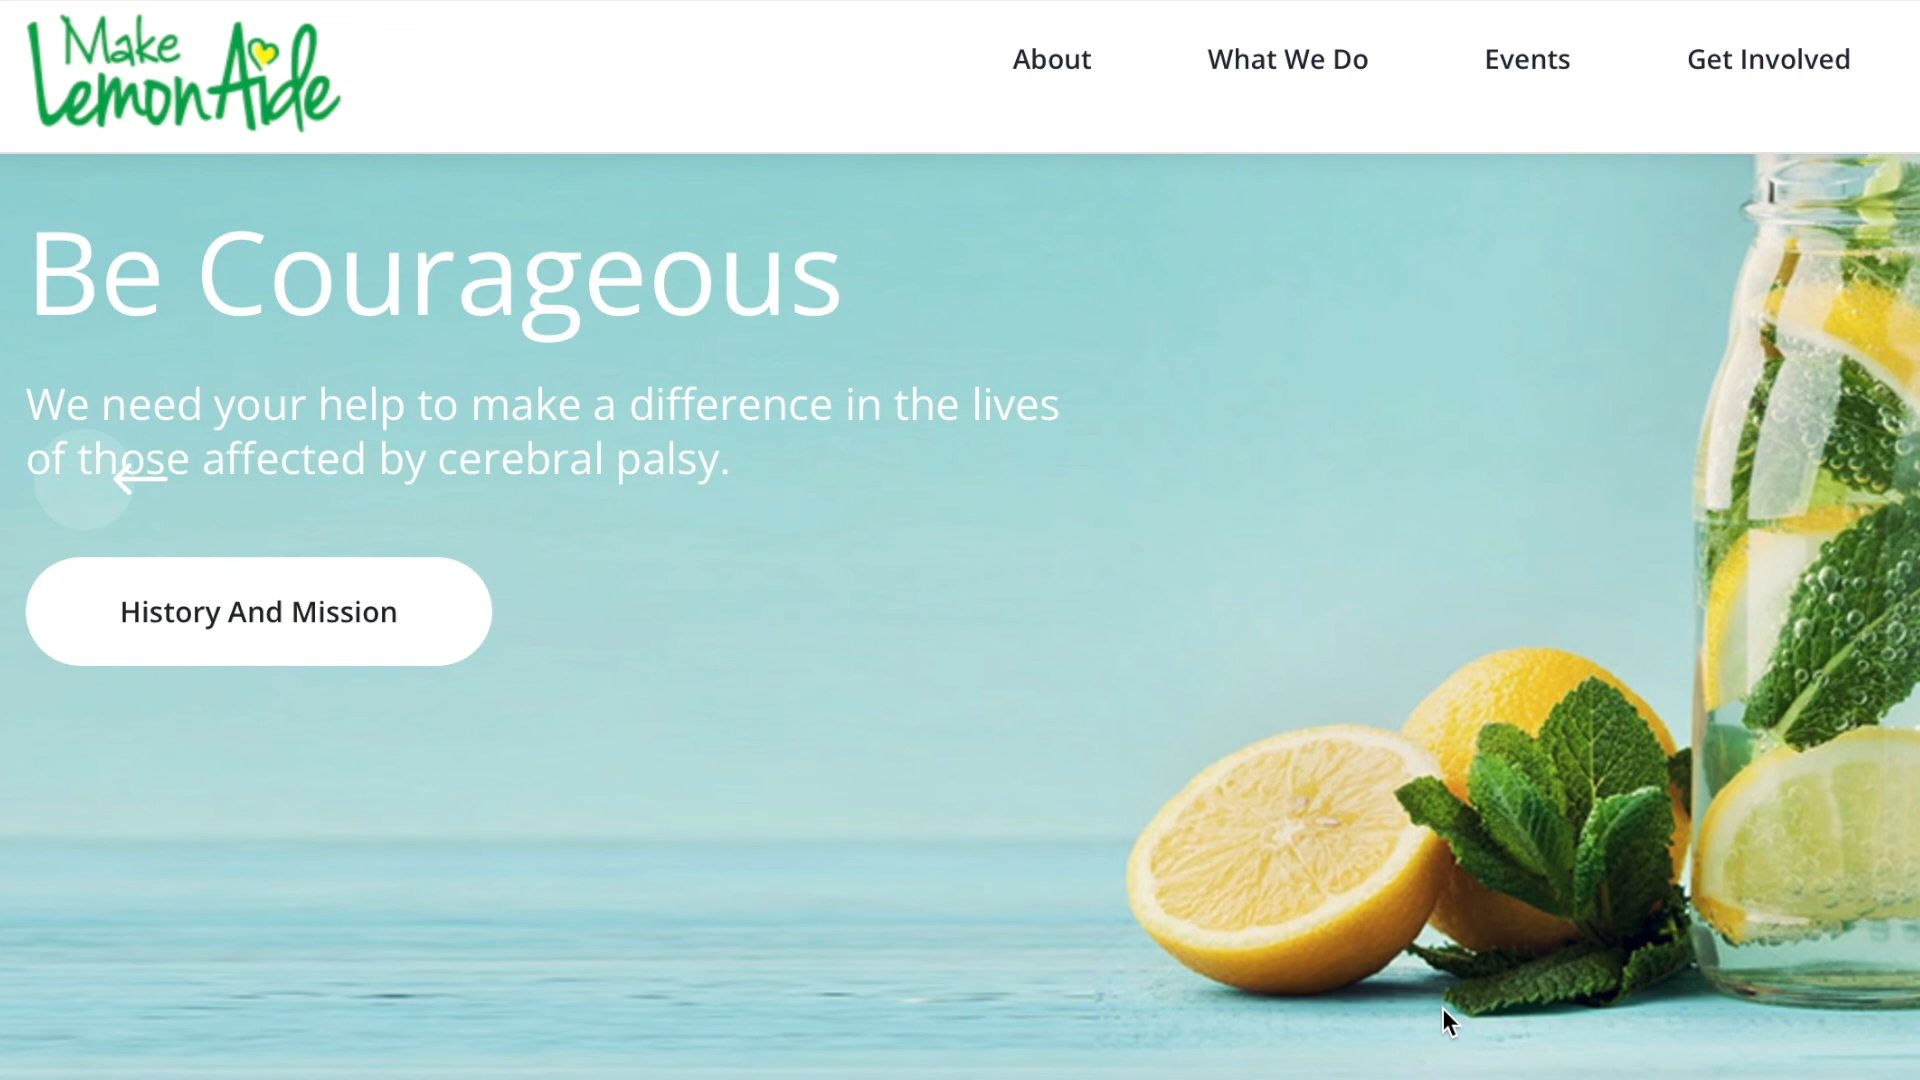 Make
LemonAide
About
What We Do
Events
Get Involved
Be Courageous
We need your help to make a difference in the lives
of those affected by cerebral palsy.
History And Mission